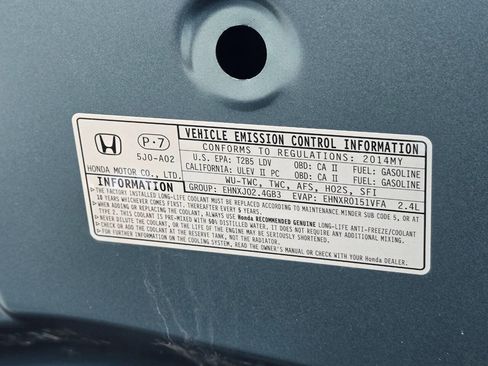 P-7
5J0-A02
HONDA MOTOR CO., LTD.
VEHICLE EMISSION CONTROL INFORMATION
CONFORMS TO REGULATIONS: 2014MY
U.S. EPA: T2B5 LDV OBD: CA II FUEL: GASOLINE
CALIFORNIA: ULEV II PC OBD: CA II FUEL: GASOLINE
WU-TWC, TWC, AFS, HO2S, SFI
GROUP: EHNXJ02.4GB3 EVAP: EHNXR0151VFA 2.4L
INFORMATION
THE FACTORY INSTALLED LONG-LIFE COOLANT MUST BE REPLACED ACCORDING TO MAINTENANCE MINDER SUB CODE 5, OR AT
10 YEARS WHICHEVER COMES FIRST. THEREAFTER EVERY 5 YEARS.
WHEN ADDING OR REPLACING THE COOLANT, ALWAYS USE Honda RECOMMENDED GENUINE LONG-LIFE ANTI-FREEZE/COOLANT
TYPE 2. THIS COOLANT IS PRE-MIXED WITH 50% DISTILLED WATER. IT DOES NOT REQUIRE ANY ADDITIONAL MIXING.
NEVER DILUTE THE COOLANT, OR THE LIFE OF THE ENGINE MAY BE SERIOUSLY SHORTENED.
ADD THE COOLANT AT THE RESERVE TANK, NOT THE RADIATOR.
FOR FURTHER INFORMATION ON THE COOLING SYSTEM, READ THE OWNER'S MANUAL OR CHECK WITH YOUR Honda DEALER.